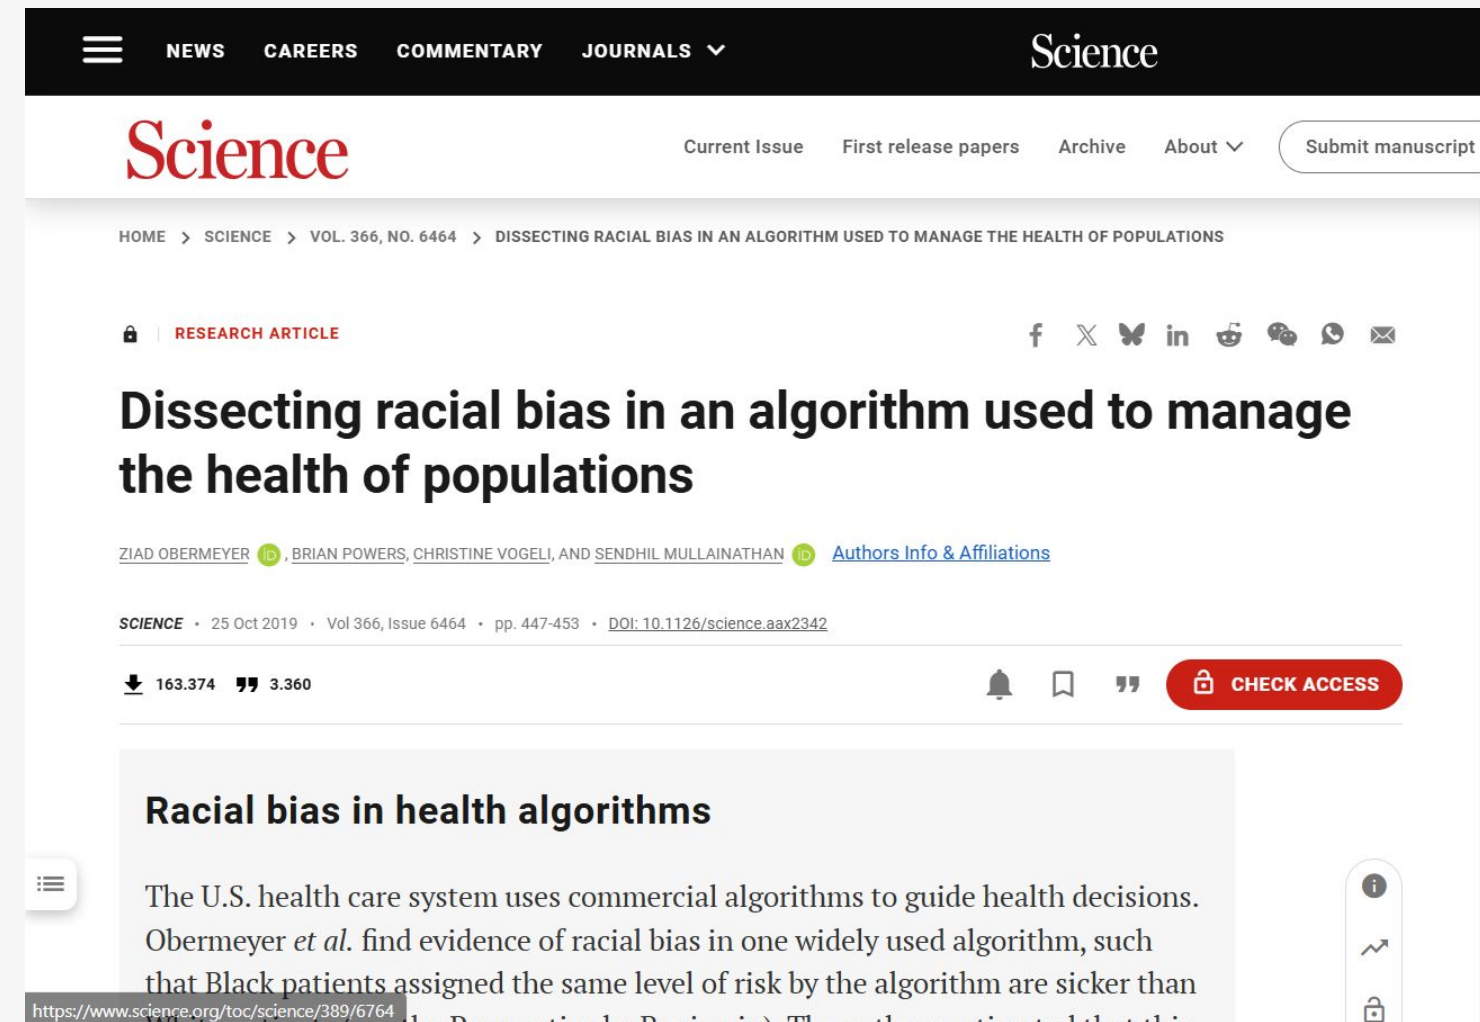 NEWS CAREERS COMMENTARY JOURNALS Science
Science Current Issue First release papers Archive About Submit manuscript
HOME > SCIENCE > VOL. 366, NO. 6464 > DISSECTING RACIAL BIAS IN AN ALGORITHM USED TO MANAGE THE HEALTH OF POPULATIONS
RESEARCH ARTICLE
Dissecting racial bias in an algorithm used to manage
the health of populations
ZIAD OBERMEYER iD , BRIAN POWERS, CHRISTINE VOGELI, AND SENDHIL MULLAINATHAN iD Authors Info & Affiliations
SCIENCE • 25 Oct 2019 • Vol 366, Issue 6464 • pp. 447-453 • DOI: 10.1126/science.aax2342
163.374 3.360 CHECK ACCESS
Racial bias in health algorithms
The U.S. health care system uses commercial algorithms to guide health decisions.
Obermeyer et al. find evidence of racial bias in one widely used algorithm, such
that Black patients assigned the same level of risk by the algorithm are sicker than
https://www.science.org/toc/science/389/6764